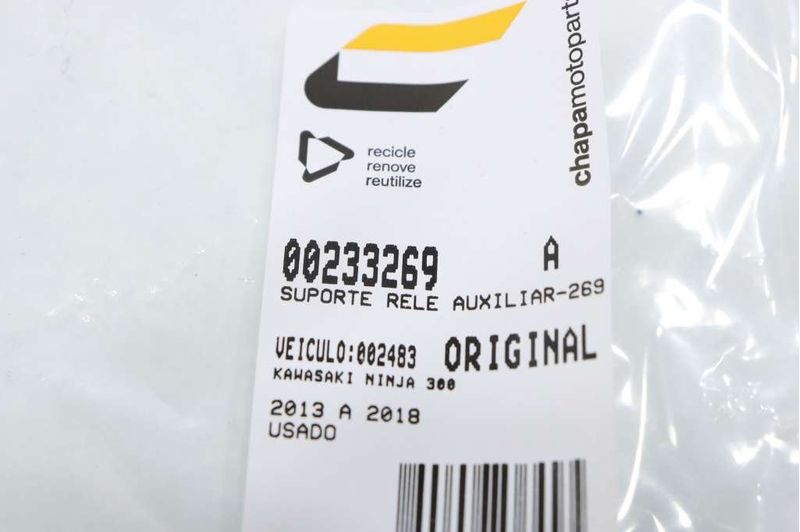 chapamotopart
recicle
renove
reutilize
00233269 A
SUPORTE RELE AUXILIAR-269
VEICULO:002483 ORIGINAL
KAWASAKI NINJA 300
2013 A 2018
USADO